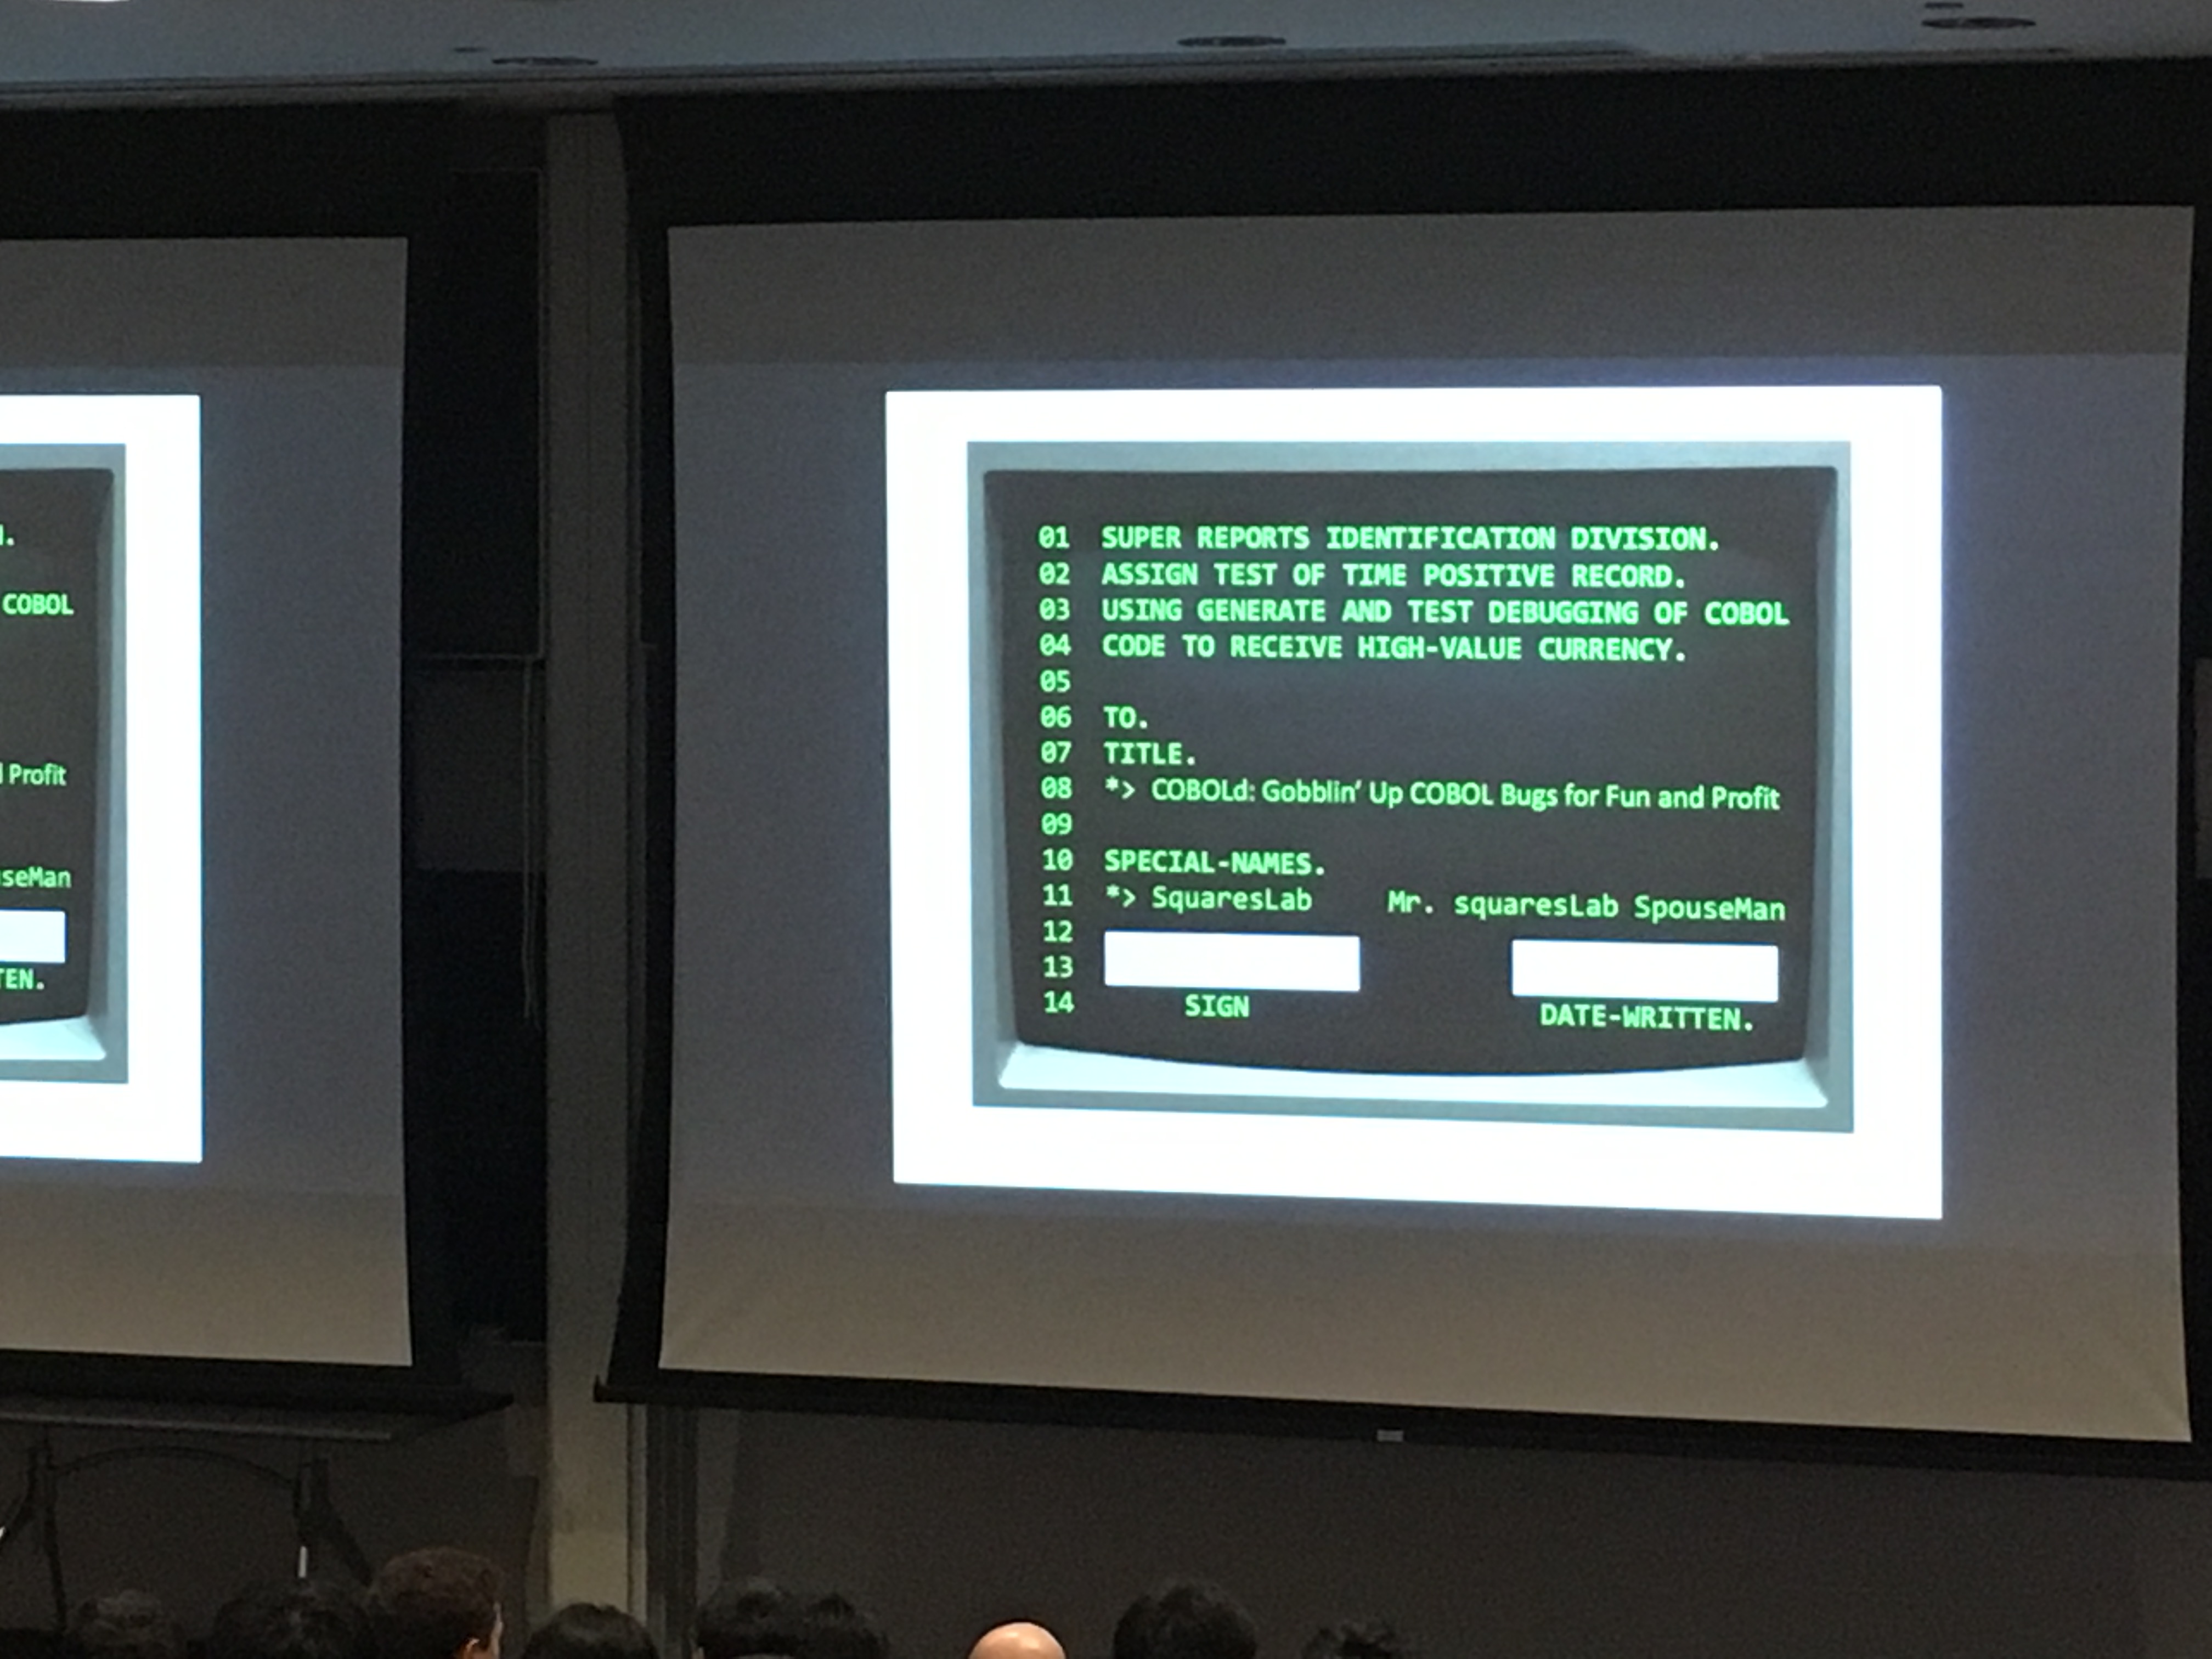 01 SUPER REPORTS IDENTIFICATION DIVISION.
02 ASSIGN TEST OF TIME POSITIVE RECORD.
03 USING GENERATE AND TEST DEBUGGING OF COBOL
04 CODE TO RECEIVE HIGH-VALUE CURRENCY.
05
06 TO.
07 TITLE.
08 *> COBOLd: Gobblin' Up COBOL Bugs for Fun and Profit
09
10 SPECIAL-NAMES.
11 *> SquaresLab Mr. squaresLab SpouseMan
12
13
14 SIGN DATE-WRITTEN.
COBOL
Profit
seMan
TEN.